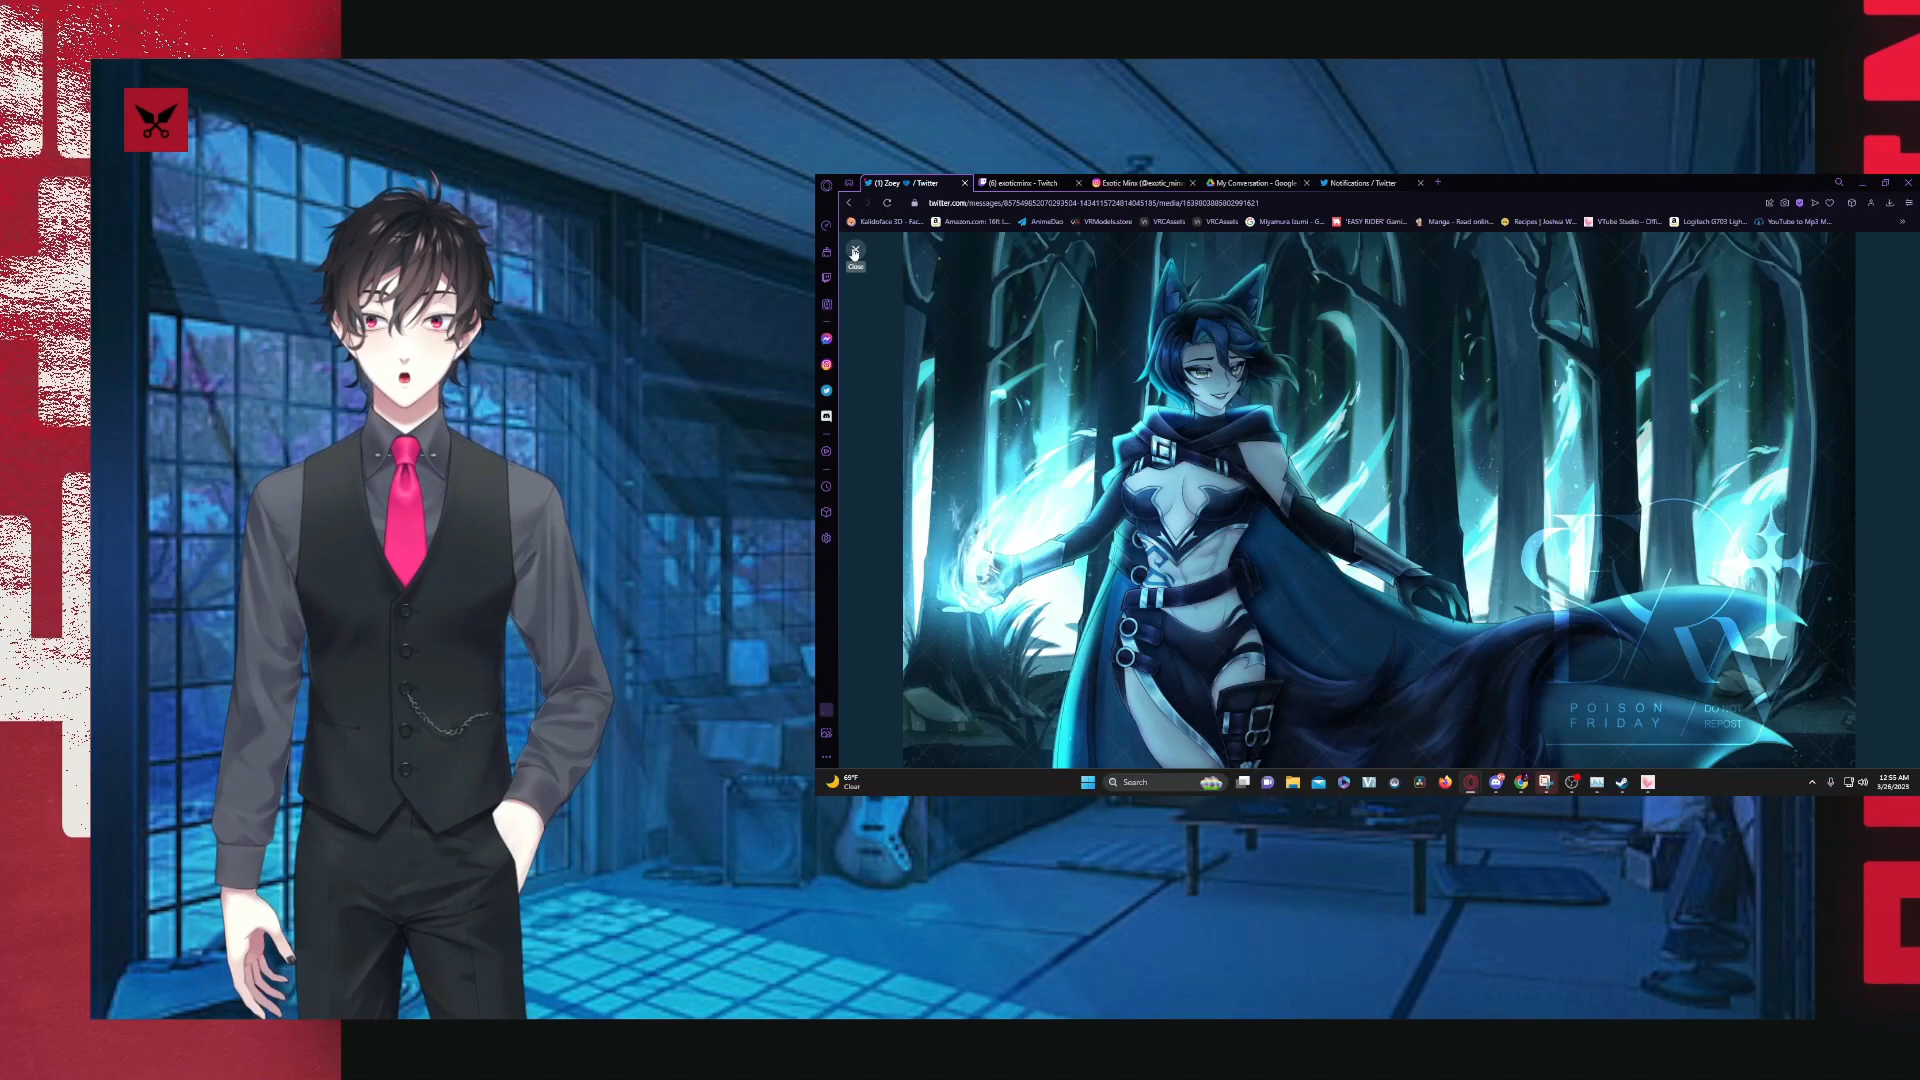 (1) Zoey 💙 / Twitter
(6) exoticminx - Twitch
Exotic Minx (@exotic_minx
My Conversation - Google
Notifications / Twitter
twitter.com/messages/857549852070293504-1434115724814045185/media/1639803885802991621
Kalidoface 3D - Fac...
Amazon.com: 16ft L...
AnimeDao
VRModels.store
VRCAssets
VRCAssets
Miyamura Izumi - G...
'EASY RIDER' Gami...
Manga - Read onlin...
Recipes | Joshua W...
VTube Studio – Offi...
Logitech G703 Ligh...
YouTube to Mp3 M...
Close
POISON
FRIDAY
DO NOT
REPOST
69°F
Clear
Search
12:55 AM
3/26/2023